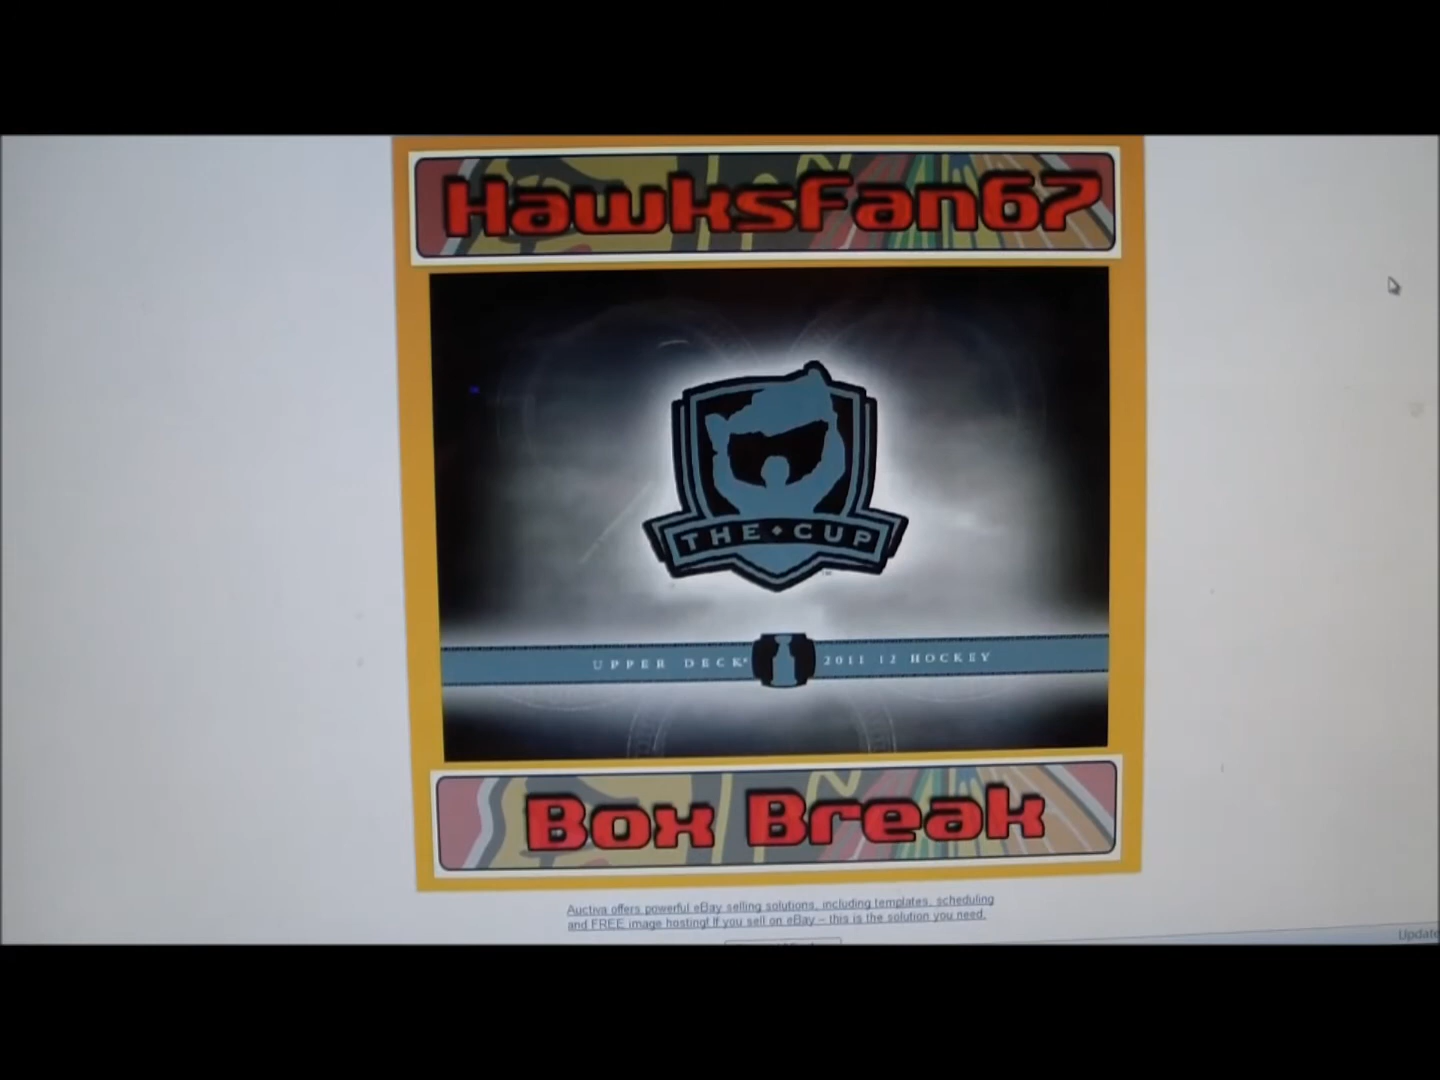 HawksFan67
THE CUP
UPPER DECK 2011 12 HOCKEY
Box Break
Auctiva offers powerful eBay selling solutions, including templates, scheduling
and FREE image hosting! If you sell on eBay – this is the solution you need.
Update